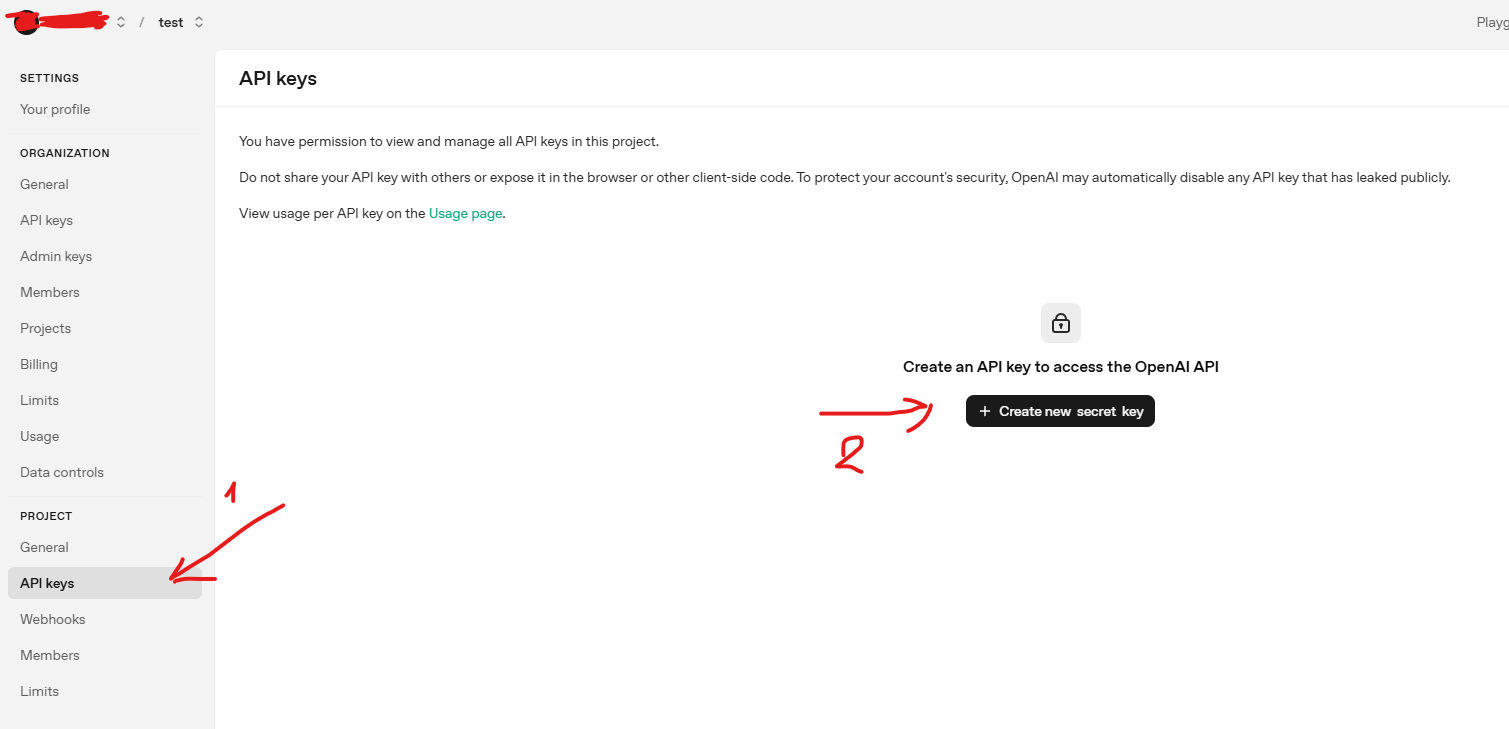 / test
Playg
SETTINGS
Your profile
ORGANIZATION
General
API keys
Admin keys
Members
Projects
Billing
Limits
Usage
Data controls
PROJECT
General
API keys
Webhooks
Members
Limits
API keys
You have permission to view and manage all API keys in this project.
Do not share your API key with others or expose it in the browser or other client-side code. To protect your account's security, OpenAI may automatically disable any API key that has leaked publicly.
View usage per API key on the Usage page.
Create an API key to access the OpenAI API
+ Create new secret key
1
2